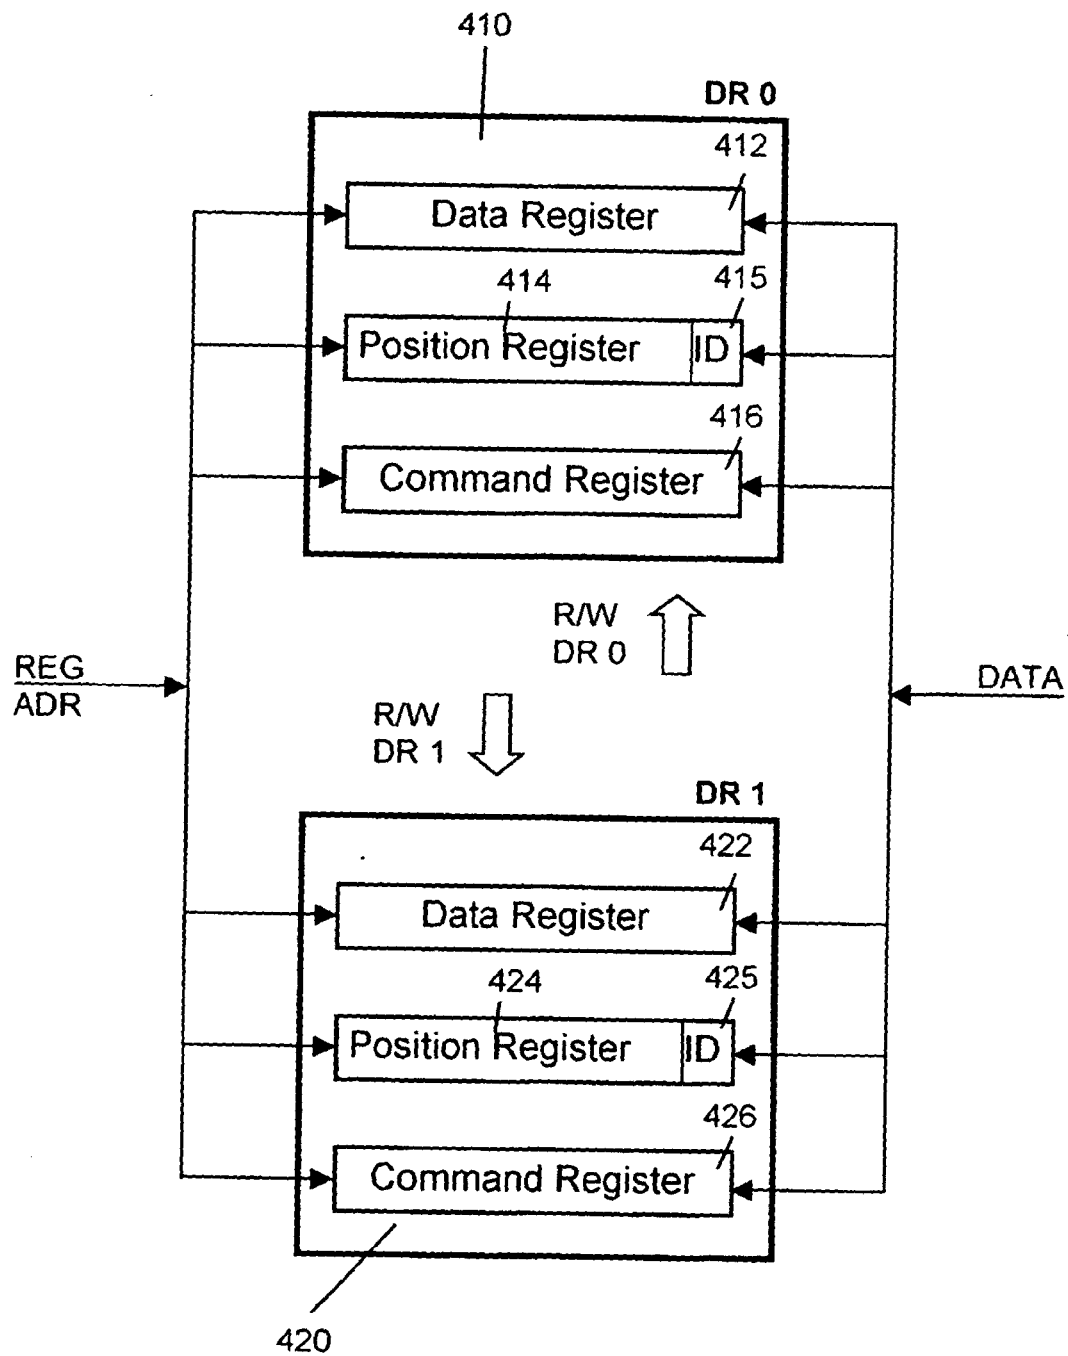 410
DR 0
412
Data Register
414
415
Position Register
ID
416
Command Register
R/W
DR 0
REG
ADR
DATA
R/W
DR 1
DR 1
422
Data Register
424
425
Position Register
ID
426
Command Register
420